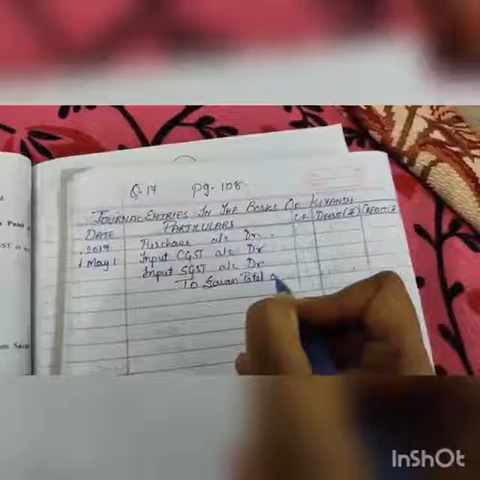 Q.17 Pg-108
JOURNAL ENTRIES IN THE BOOKS OF KIYANSH
DATE PARTICULARS L.F DEBIT(₹) CREDIT(₹
2019 Purchase a/c Dr.
May 1 Input CGST a/c Dr
Input SGST a/c Dr
To Sawan Patel a
InShOt